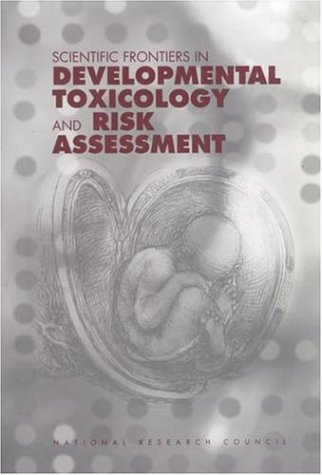 SCIENTIFIC FRONTIERS IN
DEVELOPMENTAL
TOXICOLOGY
AND RISK
ASSESSMENT
NATIONAL RESEARCH COUNCIL